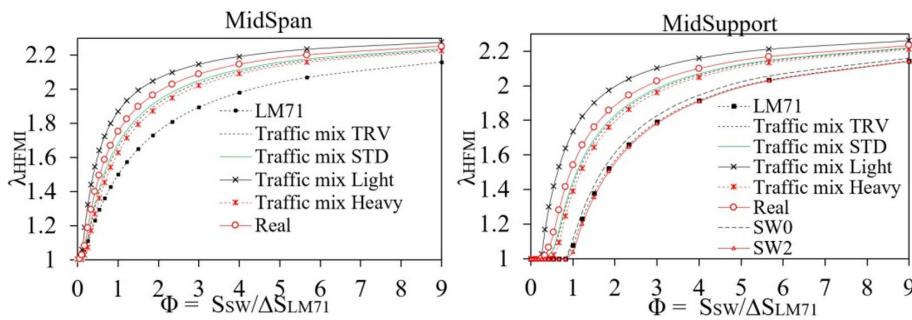 MidSpan
2.2
2
1.8
1.6
1.4
1.2
1
λHFMI
LM71
Traffic mix TRV
Traffic mix STD
Traffic mix Light
Traffic mix Heavy
Real
0 1 2 3 4 5 6 7 8 9
Φ = SSW/ΔSLM71
MidSupport
2.2
2
1.8
1.6
1.4
1.2
1
λHFMI
LM71
Traffic mix TRV
Traffic mix STD
Traffic mix Light
Traffic mix Heavy
Real
SW0
SW2
0 1 2 3 4 5 6 7 8 9
Φ = SSW/ΔSLM71